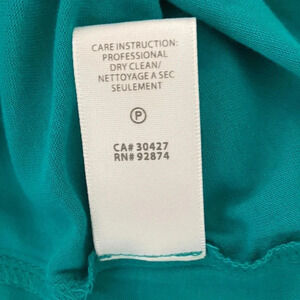 CARE INSTRUCTION:
PROFESSIONAL
DRY CLEAN/
NETTOYAGE A SEC
SEULEMENT
P
CA# 30427
RN# 92874